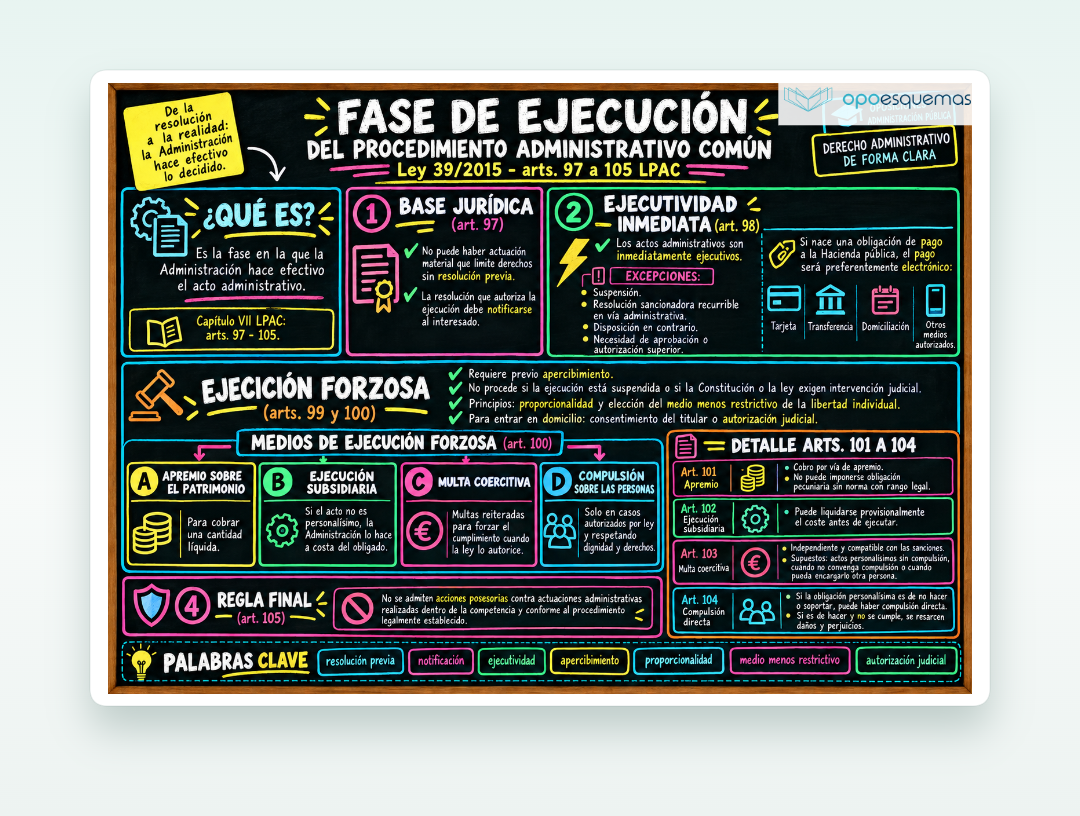 De la
resolución
a la realidad:
la Administración
hace efectivo
lo decidido.
FASE DE EJECUCIÓN
DEL PROCEDIMIENTO ADMINISTRATIVO COMÚN
Ley 39/2015 - arts. 97 a 105 LPAC
opoesquemas
ADMINISTRACIÓN PÚBLICA
DERECHO ADMINISTRATIVO
DE FORMA CLARA
¿QUÉ ES?
Es la fase en la que la
Administración hace efectivo
el acto administrativo.
Capítulo VII LPAC:
arts. 97 - 105.
1 BASE JURÍDICA
(art. 97)
No puede haber actuación
material que limite derechos
sin resolución previa.
La resolución que autoriza la
ejecución debe notificarse
al interesado.
2 EJECUTIVIDAD
INMEDIATA (art. 98)
Los actos administrativos son
inmediatamente ejecutivos.
! EXCEPCIONES:
Suspensión.
Resolución sancionadora recurrible
en vía administrativa.
Disposición en contrario.
Necesidad de aprobación o
autorización superior.
Si nace una obligación de pago
a la Hacienda pública, el pago
será preferentemente electrónico:
Tarjeta
Transferencia
Domiciliación
Otros
medios
autorizados.
EJECICIÓN FORZOSA
(arts. 99 y 100)
Requiere previo apercibimiento.
No procede si la ejecución está suspendida o si la Constitución o la ley exigen intervención judicial.
Principios: proporcionalidad y elección del medio menos restrictivo de la libertad individual.
Para entrar en domicilio: consentimiento del titular o autorización judicial.
MEDIOS DE EJECUCIÓN FORZOSA (art. 100)
A APREMIO SOBRE
EL PATRIMONIO
Para cobrar
una cantidad
líquida.
B EJECUCIÓN
SUBSIDIARIA
Si el acto no es
personalísimo, la
Administración lo hace
a costa del obligado.
C MULTA COERCITIVA
€
Multas reiteradas
para forzar el
cumplimiento cuando
la ley lo autorice.
D COMPULSIÓN
SOBRE LAS PERSONAS
Solo en casos
autorizados por ley
y respetando
dignidad y derechos.
DETALLE ARTS. 101 A 104
Art. 101
Apremio
Cobro por vía de apremio.
No puede imponerse obligación
pecuniaria sin norma con rango legal.
Art. 102
Ejecución
subsidiaria
Puede liquidarse provisionalmente
el coste antes de ejecutar.
Art. 103
Multa coercitiva
€
Independiente y compatible con las sanciones.
Supuestos: actos personalísimos sin compulsión,
cuando no convenga compulsión o cuando
pueda encargarlo otra persona.
Art. 104
Compulsión
directa
Si la obligación personalísima es de no hacer
o soportar, puede haber compulsión directa.
Si es de hacer y no se cumple, se resarcen
daños y perjuicios.
4 REGLA FINAL
(art. 105)
No se admiten acciones posesorias contra actuaciones administrativas
realizadas dentro de la competencia y conforme al procedimiento
legalmente establecido.
PALABRAS CLAVE
resolución previa
notificación
ejecutividad
apercibimiento
proporcionalidad
medio menos restrictivo
autorización judicial